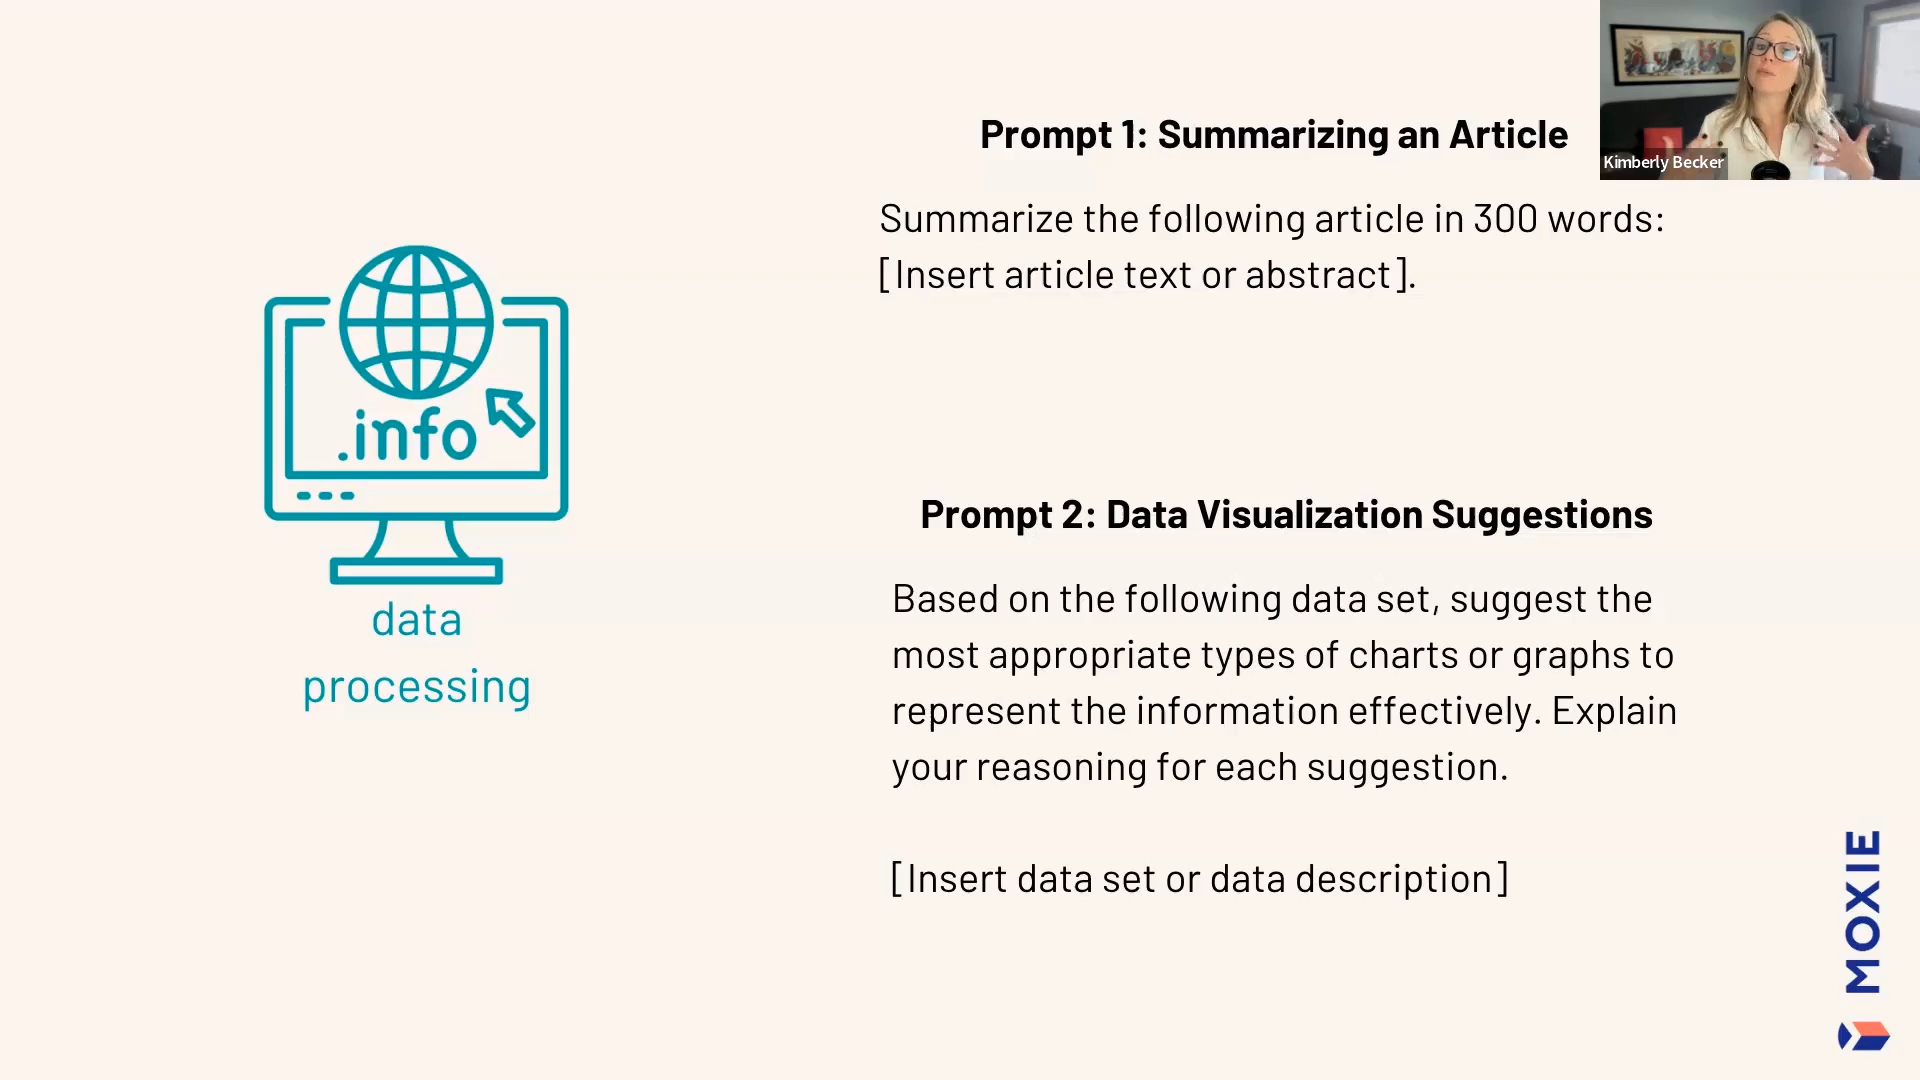 Prompt 1: Summarizing an Article
Kimberly Becker
Summarize the following article in 300 words:
[Insert article text or abstract].
.info
data
processing
Prompt 2: Data Visualization Suggestions
Based on the following data set, suggest the
most appropriate types of charts or graphs to
represent the information effectively. Explain
your reasoning for each suggestion.
[Insert data set or data description]
MOXIE